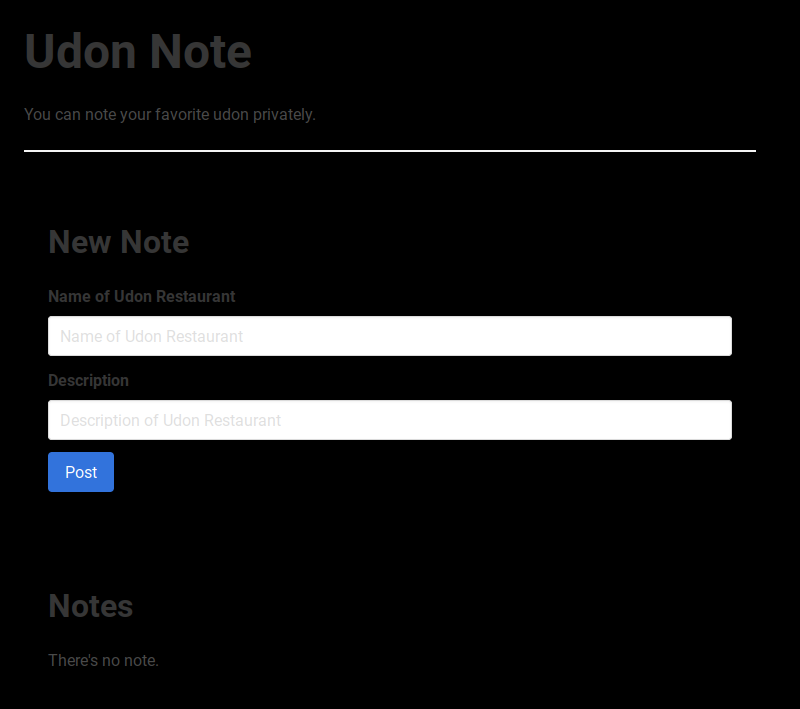 Udon Note
You can note your favorite udon privately.
New Note
Name of Udon Restaurant
Name of Udon Restaurant
Description
Description of Udon Restaurant
Post
Notes
There's no note.